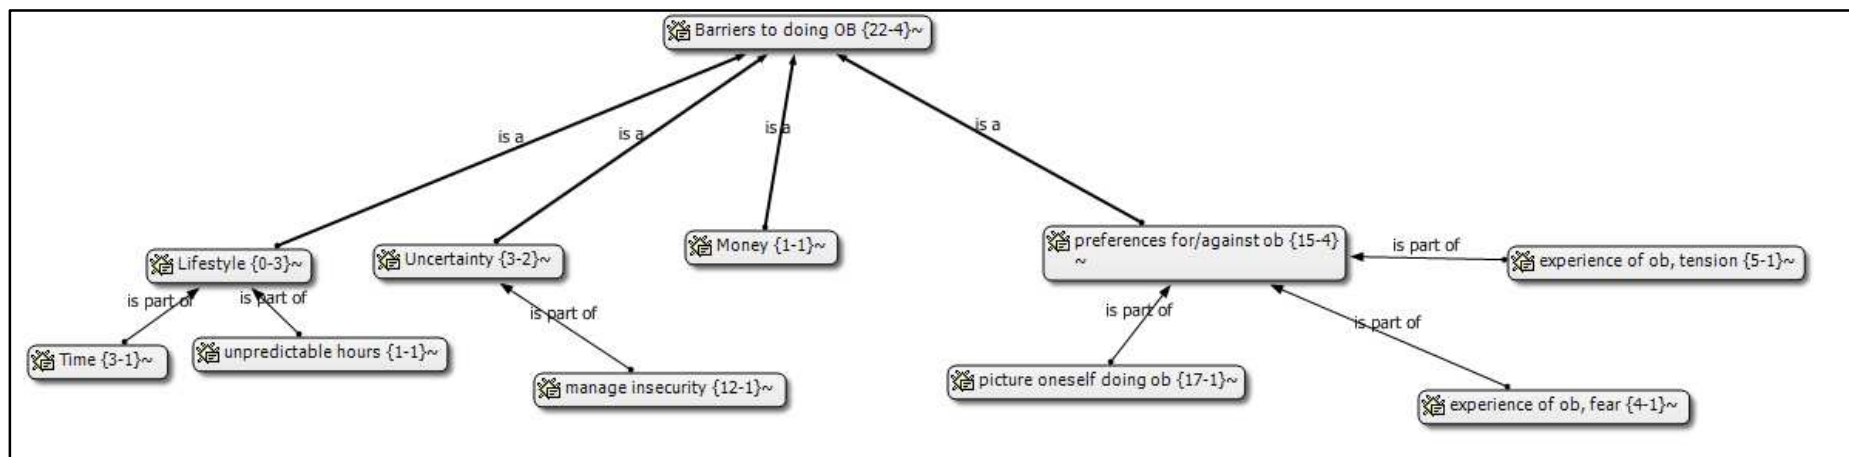 Barriers to doing OB {22-4}~
is a
is a
is a
is a
Lifestyle {0-3}~
Uncertainty {3-2}~
Money {1-1}~
preferences for/against ob {15-4}
~
is part of
experience of ob, tension {5-1}~
is part of
is part of
is part of
is part of
is part of
Time {3-1}~
unpredictable hours {1-1}~
manage insecurity {12-1}~
picture oneself doing ob {17-1}~
experience of ob, fear {4-1}~